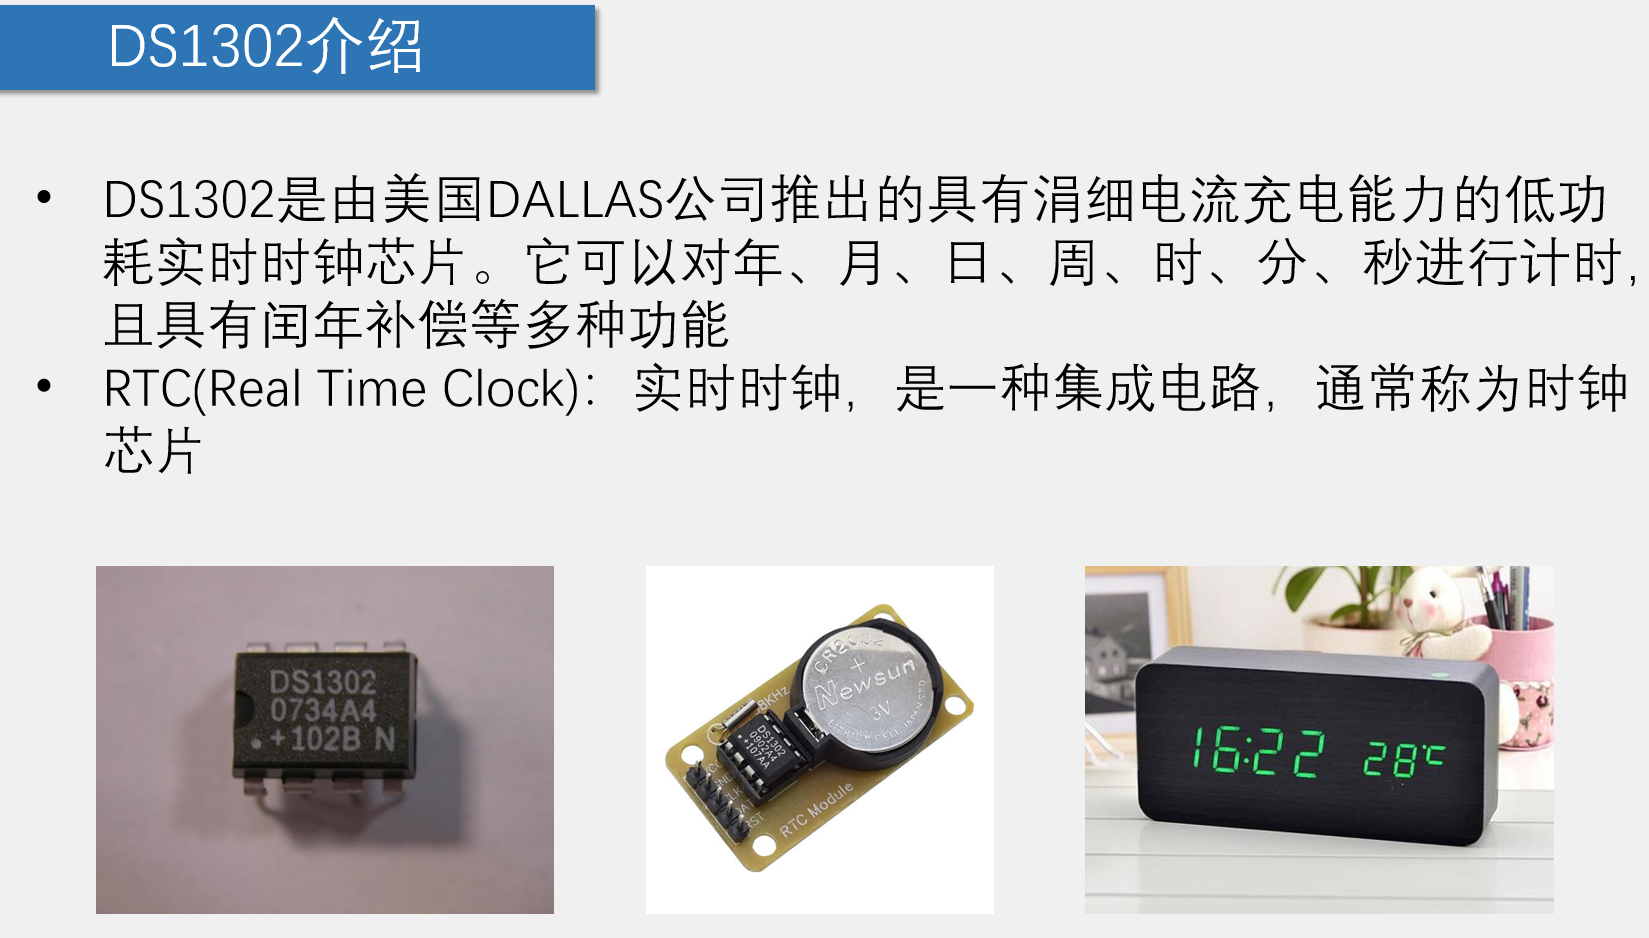 DS1302介绍
• DS1302是由美国DALLAS公司推出的具有涓细电流充电能力的低功
耗实时时钟芯片。它可以对年、月、日、周、时、分、秒进行计时,
且具有闰年补偿等多种功能
• RTC(Real Time Clock)：实时时钟，是一种集成电路，通常称为时钟
芯片
DS1302
0734A4
+102B N
CR2032
+
Newsun
3V
DS1302
0902A4
+107AA
RTC Module
16:22 28℃